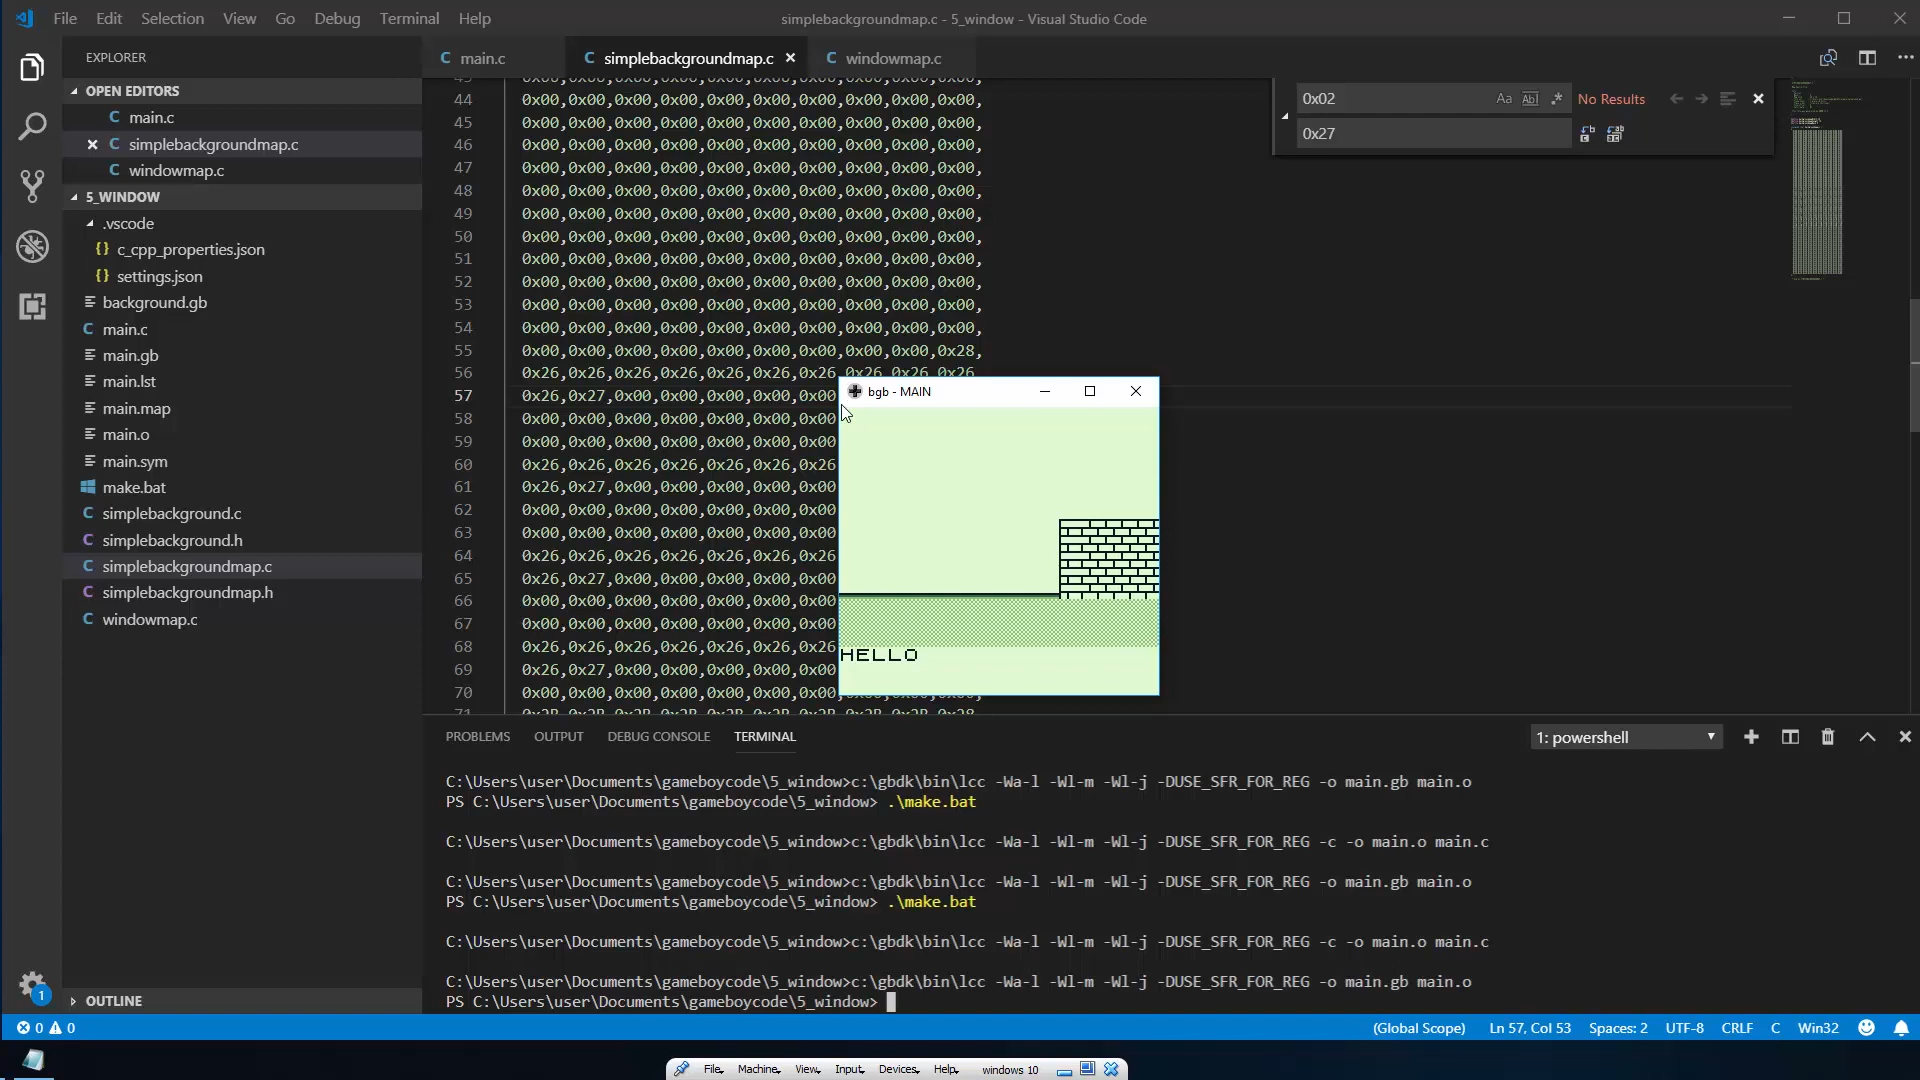 File Edit Selection View Go Debug Terminal Help
simplebackgroundmap.c - 5_window - Visual Studio Code
EXPLORER
OPEN EDITORS
main.c
simplebackgroundmap.c
windowmap.c
5_WINDOW
.vscode
{} c_cpp_properties.json
{} settings.json
background.gb
C main.c
main.gb
main.lst
main.map
main.o
main.sym
make.bat
C simplebackground.c
C simplebackground.h
C simplebackgroundmap.c
C simplebackgroundmap.h
C windowmap.c
OUTLINE
C main.c
C simplebackgroundmap.c
C windowmap.c
0x02
Aa Abl .* No Results
0x27
44 0x00,0x00,0x00,0x00,0x00,0x00,0x00,0x00,0x00,0x00,
45 0x00,0x00,0x00,0x00,0x00,0x00,0x00,0x00,0x00,0x00,
46 0x00,0x00,0x00,0x00,0x00,0x00,0x00,0x00,0x00,0x00,
47 0x00,0x00,0x00,0x00,0x00,0x00,0x00,0x00,0x00,0x00,
48 0x00,0x00,0x00,0x00,0x00,0x00,0x00,0x00,0x00,0x00,
49 0x00,0x00,0x00,0x00,0x00,0x00,0x00,0x00,0x00,0x00,
50 0x00,0x00,0x00,0x00,0x00,0x00,0x00,0x00,0x00,0x00,
51 0x00,0x00,0x00,0x00,0x00,0x00,0x00,0x00,0x00,0x00,
52 0x00,0x00,0x00,0x00,0x00,0x00,0x00,0x00,0x00,0x00,
53 0x00,0x00,0x00,0x00,0x00,0x00,0x00,0x00,0x00,0x00,
54 0x00,0x00,0x00,0x00,0x00,0x00,0x00,0x00,0x00,0x00,
55 0x00,0x00,0x00,0x00,0x00,0x00,0x00,0x00,0x00,0x28,
56 0x26,0x26,0x26,0x26,0x26,0x26,0x26,0x26,0x26,0x26
57 0x26,0x27,0x00,0x00,0x00,0x00,0x00
58 0x00,0x00,0x00,0x00,0x00,0x00,0x00
59 0x00,0x00,0x00,0x00,0x00,0x00,0x00
60 0x26,0x26,0x26,0x26,0x26,0x26,0x26
61 0x26,0x27,0x00,0x00,0x00,0x00,0x00
62 0x00,0x00,0x00,0x00,0x00,0x00,0x00
63 0x00,0x00,0x00,0x00,0x00,0x00,0x00
64 0x26,0x26,0x26,0x26,0x26,0x26,0x26
65 0x26,0x27,0x00,0x00,0x00,0x00,0x00
66 0x00,0x00,0x00,0x00,0x00,0x00,0x00
67 0x00,0x00,0x00,0x00,0x00,0x00,0x00
68 0x26,0x26,0x26,0x26,0x26,0x26,0x26
69 0x26,0x27,0x00,0x00,0x00,0x00,0x00
70 0x00,0x00,0x00,0x00,0x00,0x00,0x00,0x00,0x00,0x00,
bgb - MAIN
HELLO
PROBLEMS OUTPUT DEBUG CONSOLE TERMINAL
1: powershell
C:\Users\user\Documents\gameboycode\5_window>c:\gbdk\bin\lcc -Wa-l -Wl-m -Wl-j -DUSE_SFR_FOR_REG -o main.gb main.o
PS C:\Users\user\Documents\gameboycode\5_window> .\make.bat
C:\Users\user\Documents\gameboycode\5_window>c:\gbdk\bin\lcc -Wa-l -Wl-m -Wl-j -DUSE_SFR_FOR_REG -c -o main.o main.c
C:\Users\user\Documents\gameboycode\5_window>c:\gbdk\bin\lcc -Wa-l -Wl-m -Wl-j -DUSE_SFR_FOR_REG -o main.gb main.o
PS C:\Users\user\Documents\gameboycode\5_window> .\make.bat
C:\Users\user\Documents\gameboycode\5_window>c:\gbdk\bin\lcc -Wa-l -Wl-m -Wl-j -DUSE_SFR_FOR_REG -c -o main.o main.c
C:\Users\user\Documents\gameboycode\5_window>c:\gbdk\bin\lcc -Wa-l -Wl-m -Wl-j -DUSE_SFR_FOR_REG -o main.gb main.o
PS C:\Users\user\Documents\gameboycode\5_window>
1
0 0
(Global Scope) Ln 57, Col 53 Spaces: 2 UTF-8 CRLF C Win32
File Machine View Input Devices Help windows 10